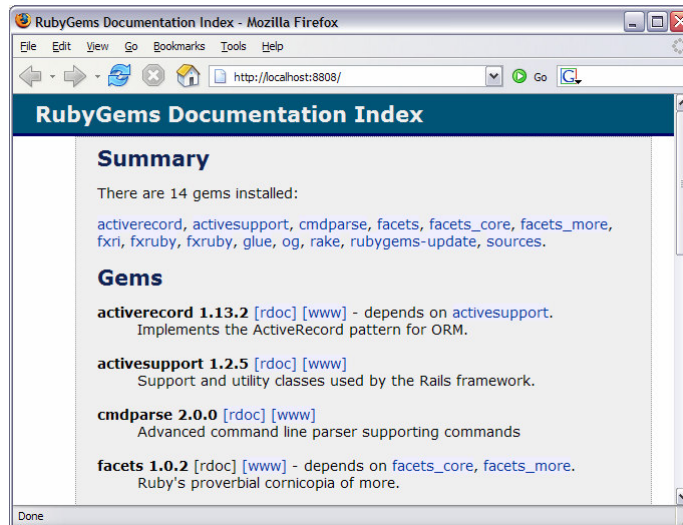 RubyGems Documentation Index - Mozilla Firefox
File Edit View Go Bookmarks Tools Help
http://localhost:8808/ Go G
RubyGems Documentation Index
Summary
There are 14 gems installed:
activerecord, activesupport, cmdparse, facets, facets_core, facets_more,
fxri, fxruby, fxruby, glue, og, rake, rubygems-update, sources.
Gems
activerecord 1.13.2 [rdoc] [www] - depends on activesupport.
Implements the ActiveRecord pattern for ORM.
activesupport 1.2.5 [rdoc] [www]
Support and utility classes used by the Rails framework.
cmdparse 2.0.0 [rdoc] [www]
Advanced command line parser supporting commands
facets 1.0.2 [rdoc] [www] - depends on facets_core, facets_more.
Ruby's proverbial cornicopia of more.
Done